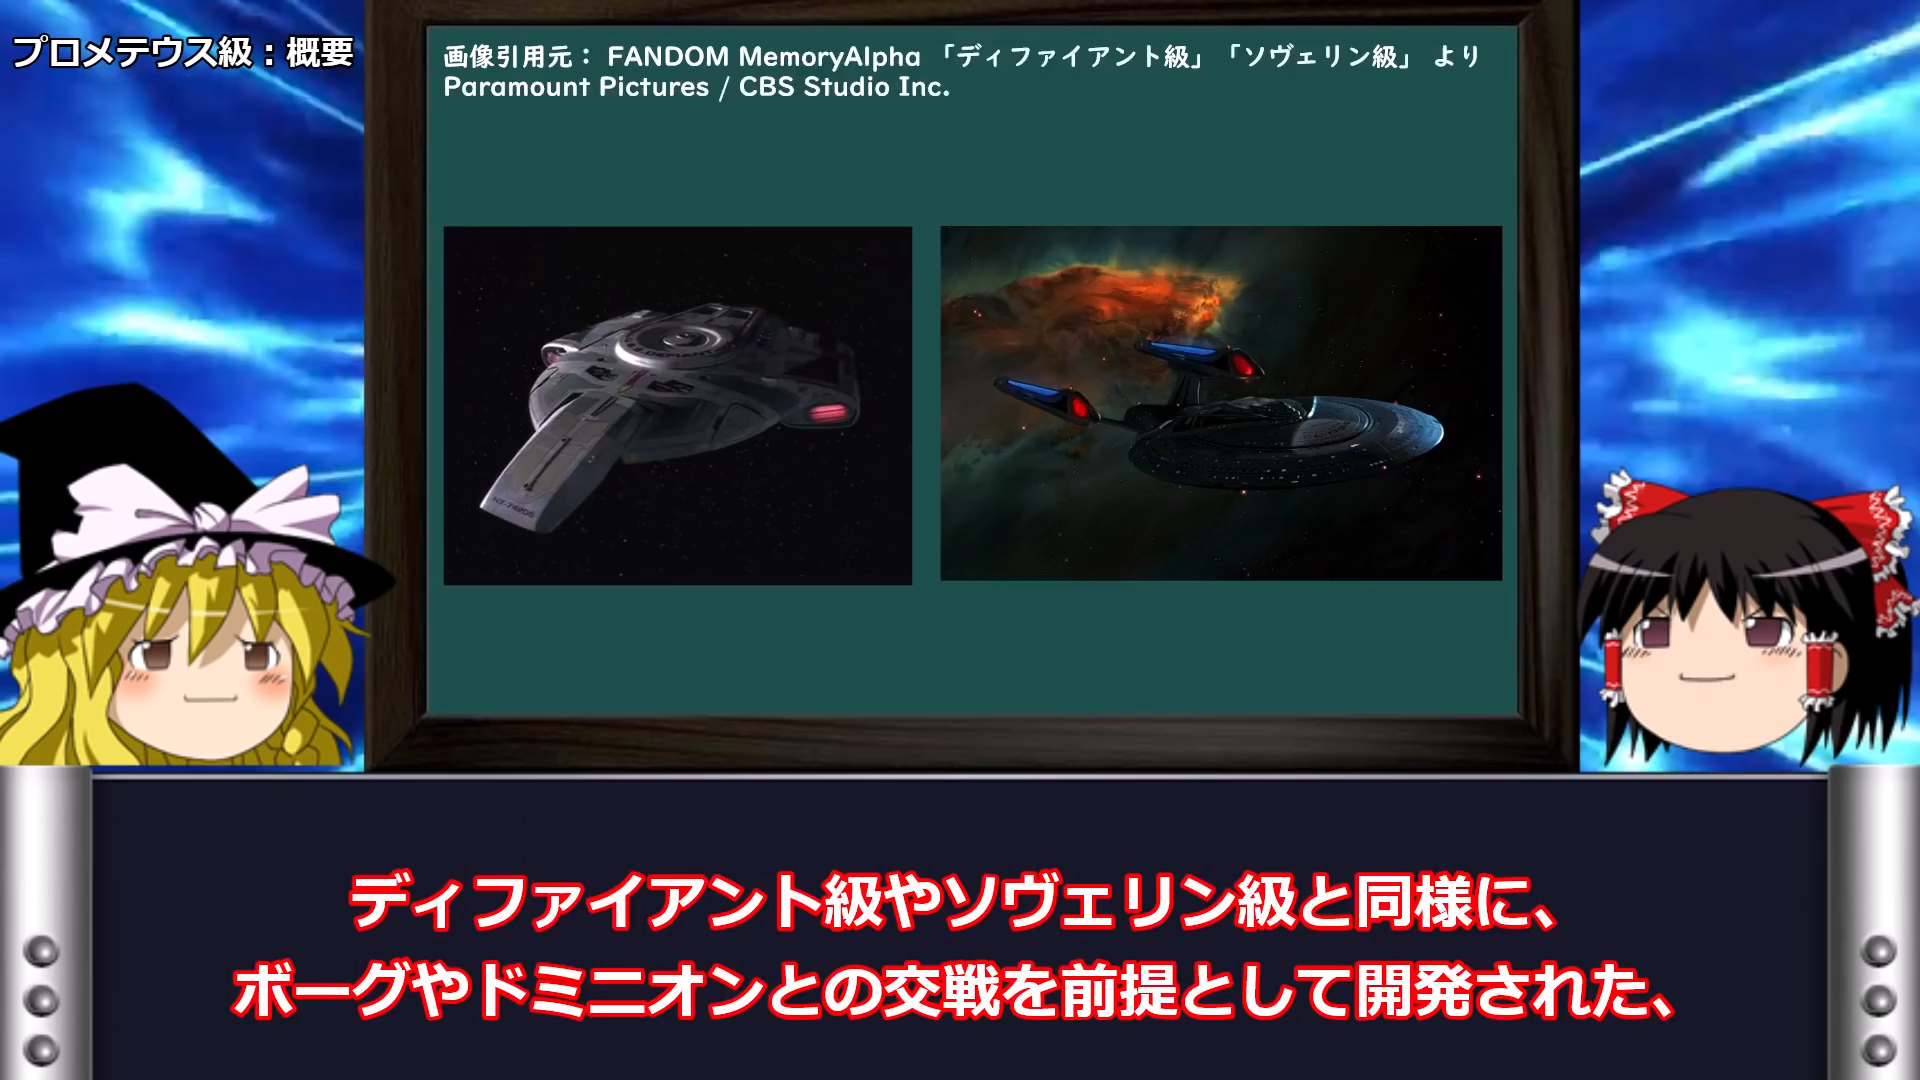 プロメテウス級：概要
画像引用元： FANDOM MemoryAlpha 「ディファイアント級」「ソヴェリン級」 より
Paramount Pictures / CBS Studio Inc.
ディファイアント級やソヴェリン級と同様に、
ボーグやドミニオンとの交戦を前提として開発された、